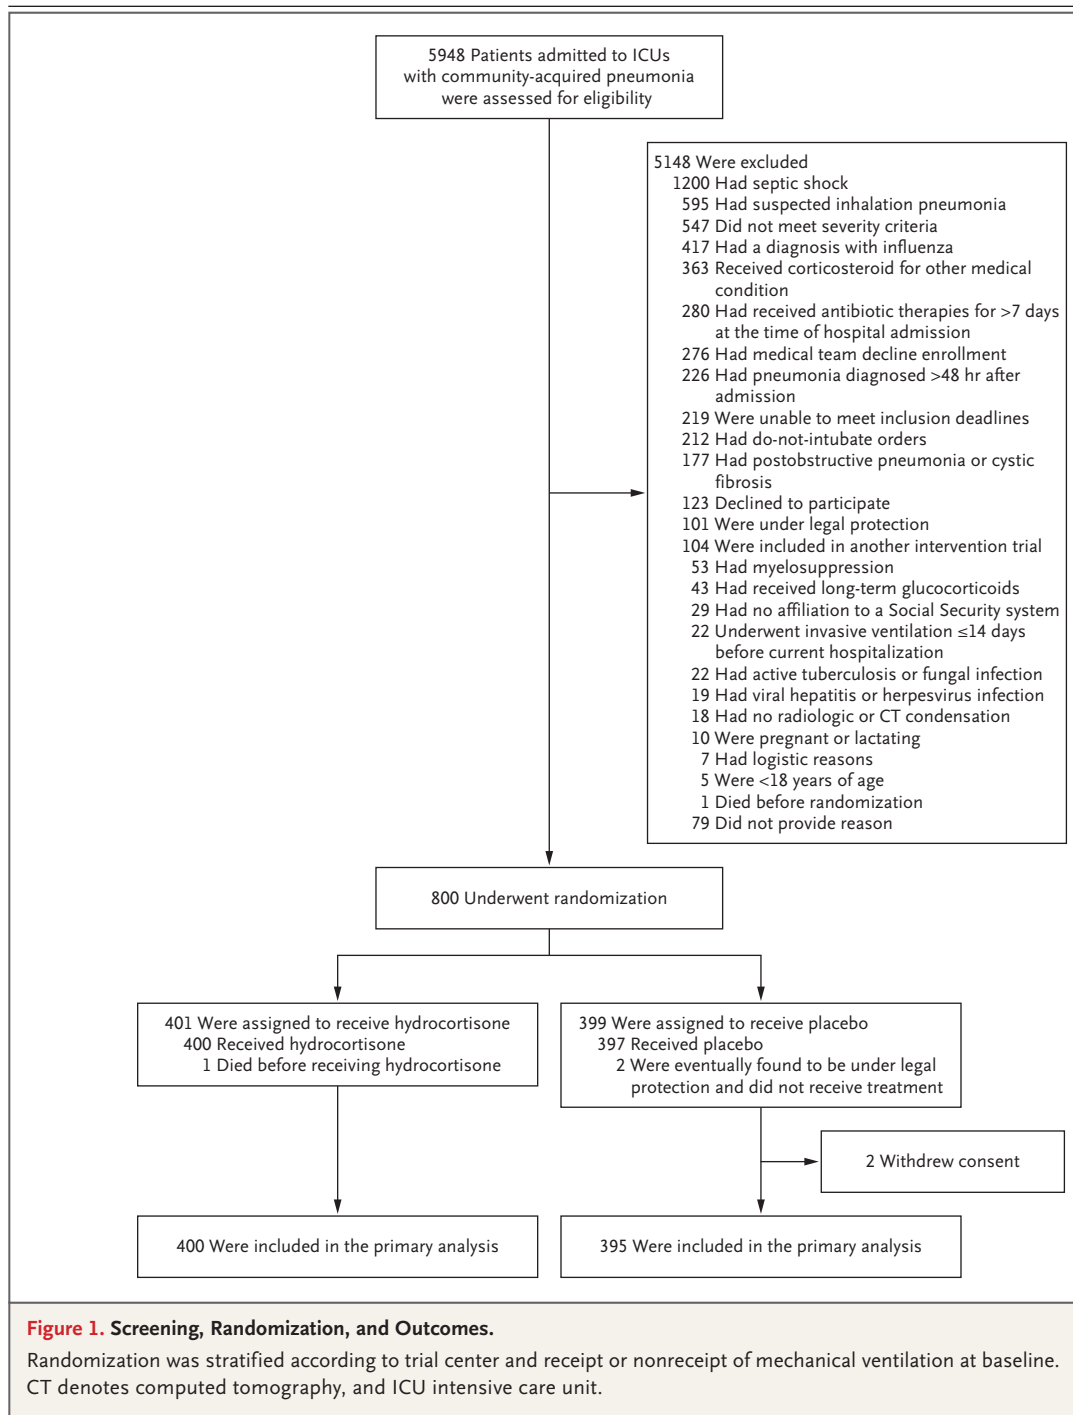 5948 Patients admitted to ICUs
with community-acquired pneumonia
were assessed for eligibility
5148 Were excluded
1200 Had septic shock
595 Had suspected inhalation pneumonia
547 Did not meet severity criteria
417 Had a diagnosis with influenza
363 Received corticosteroid for other medical
condition
280 Had received antibiotic therapies for >7 days
at the time of hospital admission
276 Had medical team decline enrollment
226 Had pneumonia diagnosed >48 hr after
admission
219 Were unable to meet inclusion deadlines
212 Had do-not-intubate orders
177 Had postobstructive pneumonia or cystic
fibrosis
123 Declined to participate
101 Were under legal protection
104 Were included in another intervention trial
53 Had myelosuppression
43 Had received long-term glucocorticoids
29 Had no affiliation to a Social Security system
22 Underwent invasive ventilation ≤14 days
before current hospitalization
22 Had active tuberculosis or fungal infection
19 Had viral hepatitis or herpesvirus infection
18 Had no radiologic or CT condensation
10 Were pregnant or lactating
7 Had logistic reasons
5 Were <18 years of age
1 Died before randomization
79 Did not provide reason
800 Underwent randomization
401 Were assigned to receive hydrocortisone
400 Received hydrocortisone
1 Died before receiving hydrocortisone
399 Were assigned to receive placebo
397 Received placebo
2 Were eventually found to be under legal
protection and did not receive treatment
2 Withdrew consent
400 Were included in the primary analysis
395 Were included in the primary analysis
Figure 1. Screening, Randomization, and Outcomes.
Randomization was stratified according to trial center and receipt or nonreceipt of mechanical ventilation at baseline.
CT denotes computed tomography, and ICU intensive care unit.